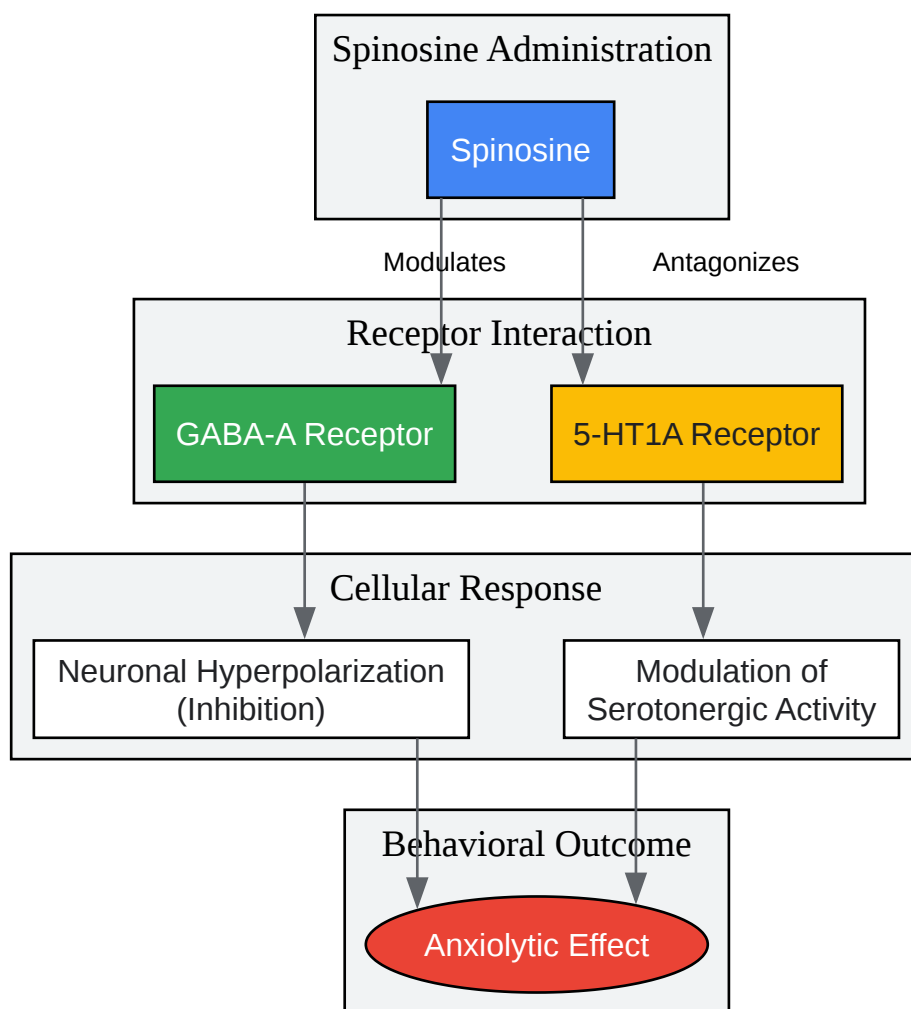 Spinosine Administration
Spinosine
Modulates
Antagonizes
Receptor Interaction
GABA-A Receptor
5-HT1A Receptor
Cellular Response
Neuronal Hyperpolarization
(Inhibition)
Modulation of
Serotonergic Activity
Behavioral Outcome
Anxiolytic Effect